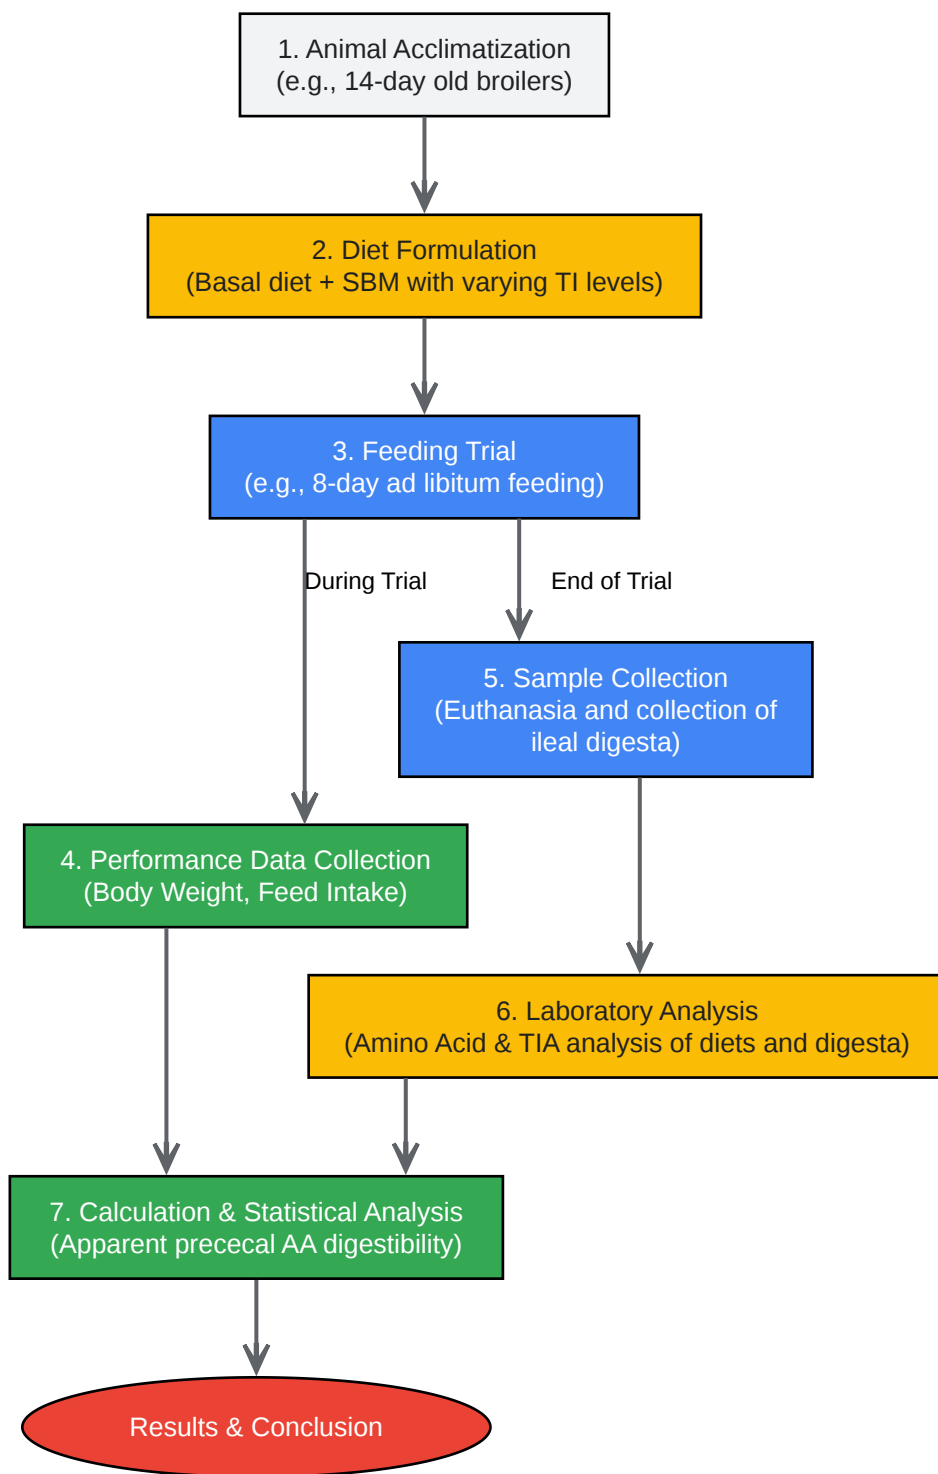 1. Animal Acclimatization
(e.g., 14-day old broilers)
2. Diet Formulation
(Basal diet + SBM with varying TI levels)
3. Feeding Trial
(e.g., 8-day ad libitum feeding)
During Trial
End of Trial
5. Sample Collection
(Euthanasia and collection of
ileal digesta)
4. Performance Data Collection
(Body Weight, Feed Intake)
6. Laboratory Analysis
(Amino Acid & TIA analysis of diets and digesta)
7. Calculation & Statistical Analysis
(Apparent prececal AA digestibility)
Results & Conclusion